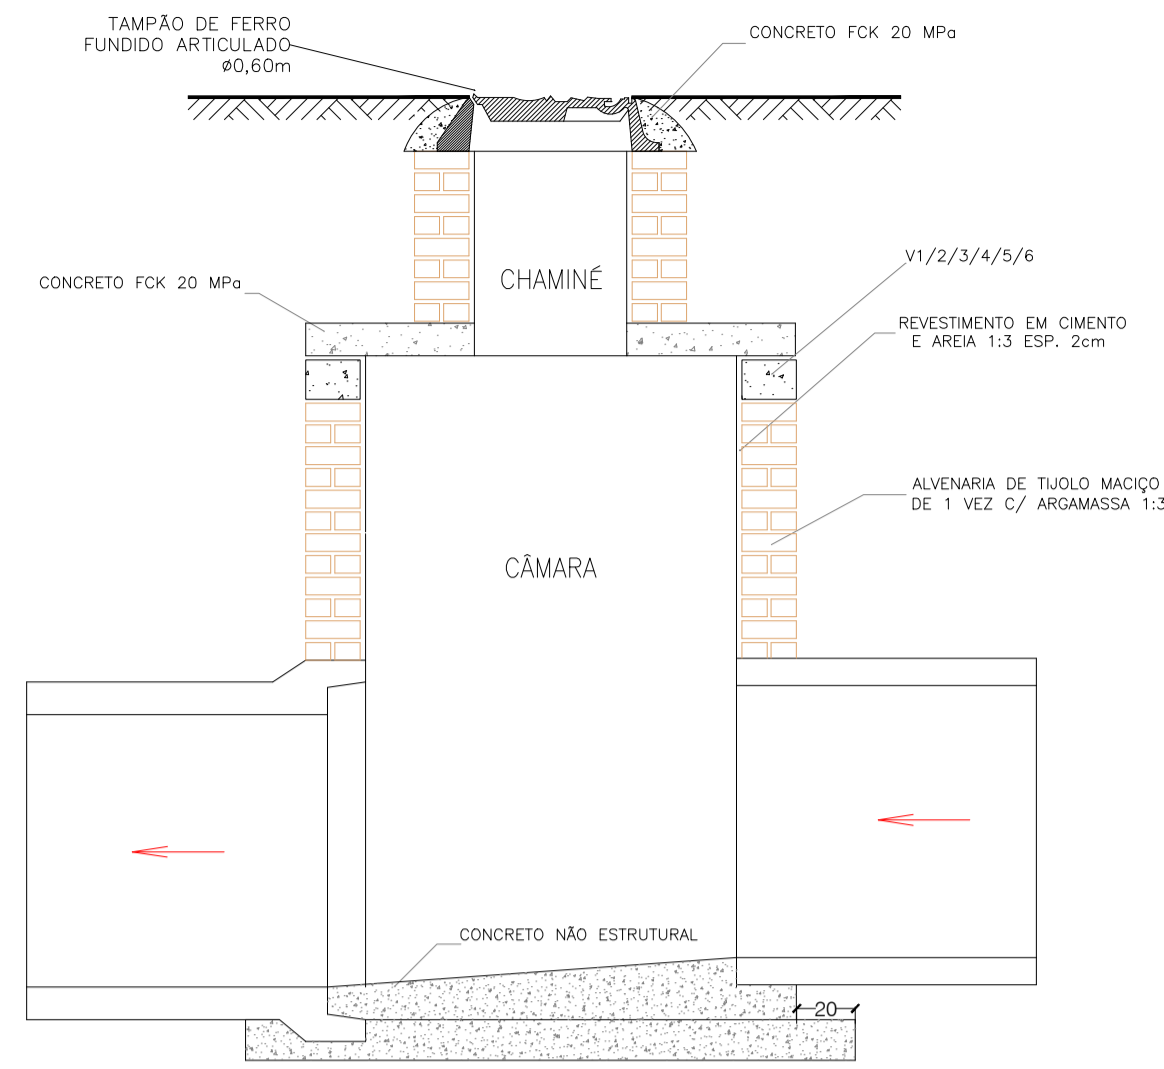 TAMPÃO DE FERRO
FUNDIDO ARTICULADO
ø0,60m
CONCRETO FCK 20 MPa
V1/2/3/4/5/6
CHAMINÉ
CONCRETO FCK 20 MPa
REVESTIMENTO EM CIMENTO
E AREIA 1:3 ESP. 2cm
ALVENARIA DE TIJOLO MACIÇO
DE 1 VEZ C/ ARGAMASSA 1:3
CÂMARA
CONCRETO NÃO ESTRUTURAL
20